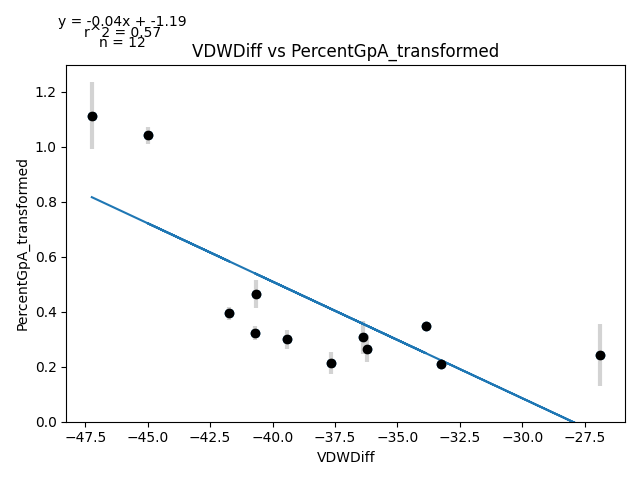 y = -0.04x + -1.19
r^2 = 0.57
n = 12
VDWDiff vs PercentGpA_transformed
1.2
1.0
0.8
0.6
0.4
0.2
0.0
PercentGpA_transformed
−47.5 −45.0 −42.5 −40.0 −37.5 −35.0 −32.5 −30.0 −27.5
VDWDiff